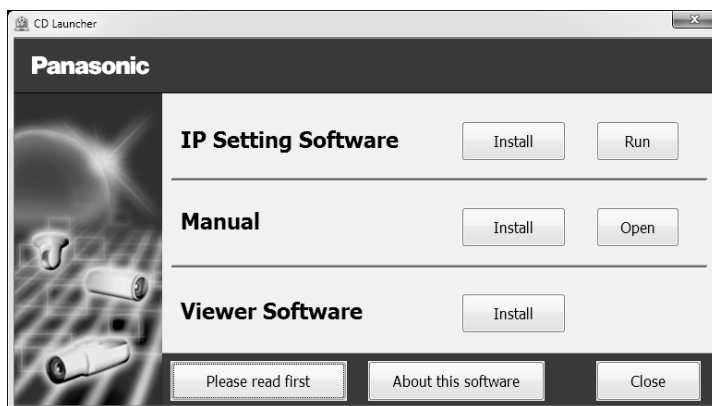 CD Launcher
x
Panasonic
IP Setting Software Install Run
Manual Install Open
Viewer Software Install
Please read first About this software Close